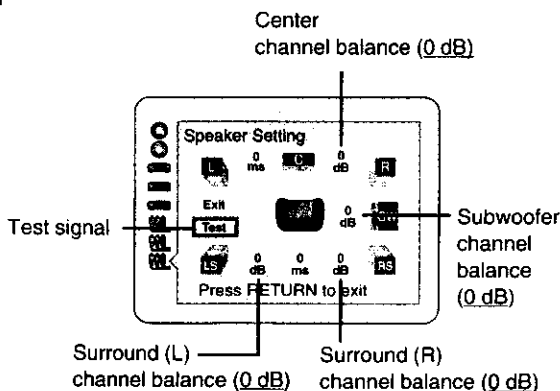 Center
channel balance (0 dB)
Speaker Setting
L 0 ms C 0 dB R
Exit
Test signal
Test
0 dB
Subwoofer
channel
balance
(0 dB)
LS 0 dB 0 ms 0 dB RS
Press RETURN to exit
Surround (L)
channel balance (0 dB)
Surround (R)
channel balance (0 dB)